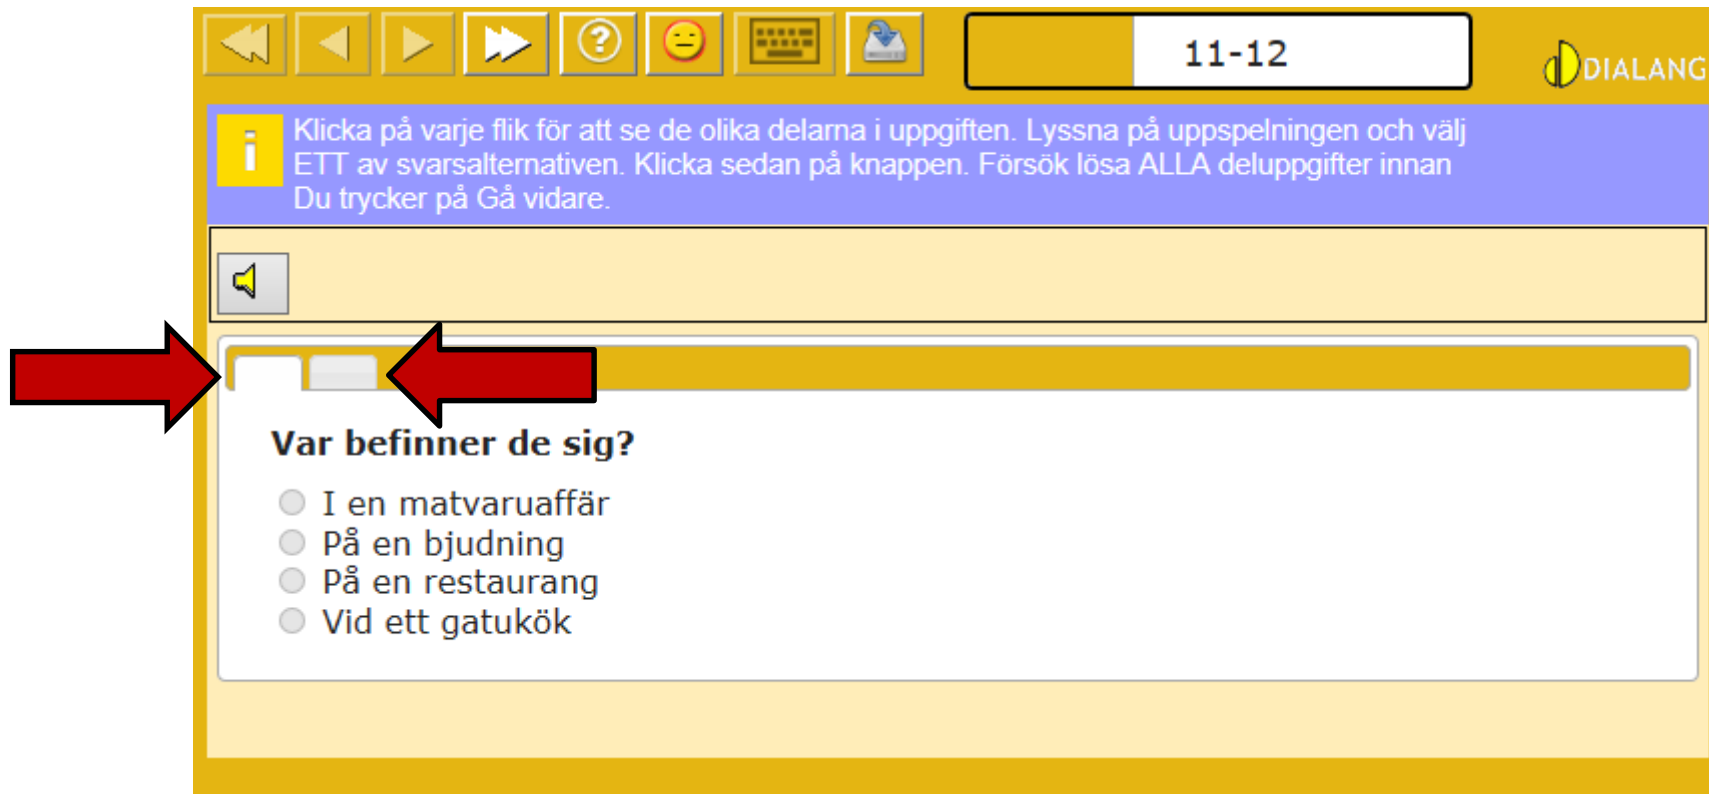 11-12
DIALANG
Klicka på varje flik för att se de olika delarna i uppgiften. Lyssna på uppspelningen och välj
ETT av svarsalternativen. Klicka sedan på knappen. Försök lösa ALLA deluppgifter innan
Du trycker på Gå vidare.
Var befinner de sig?
I en matvaruaffär
På en bjudning
På en restaurang
Vid ett gatukök